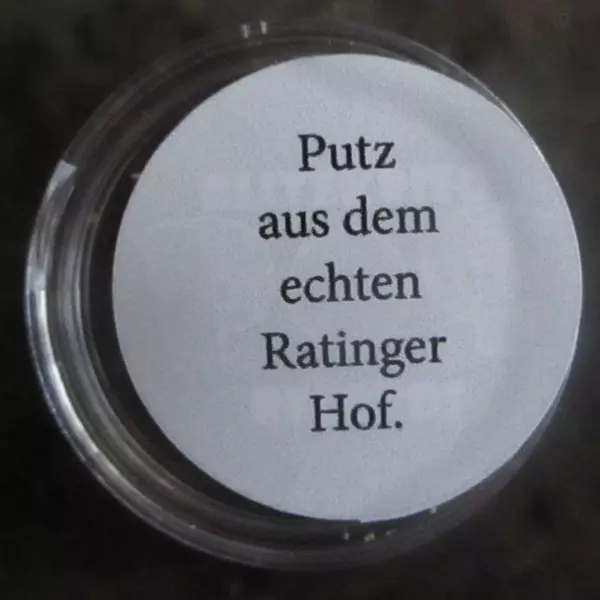 Putz
aus dem
echten
Ratinger
Hof.